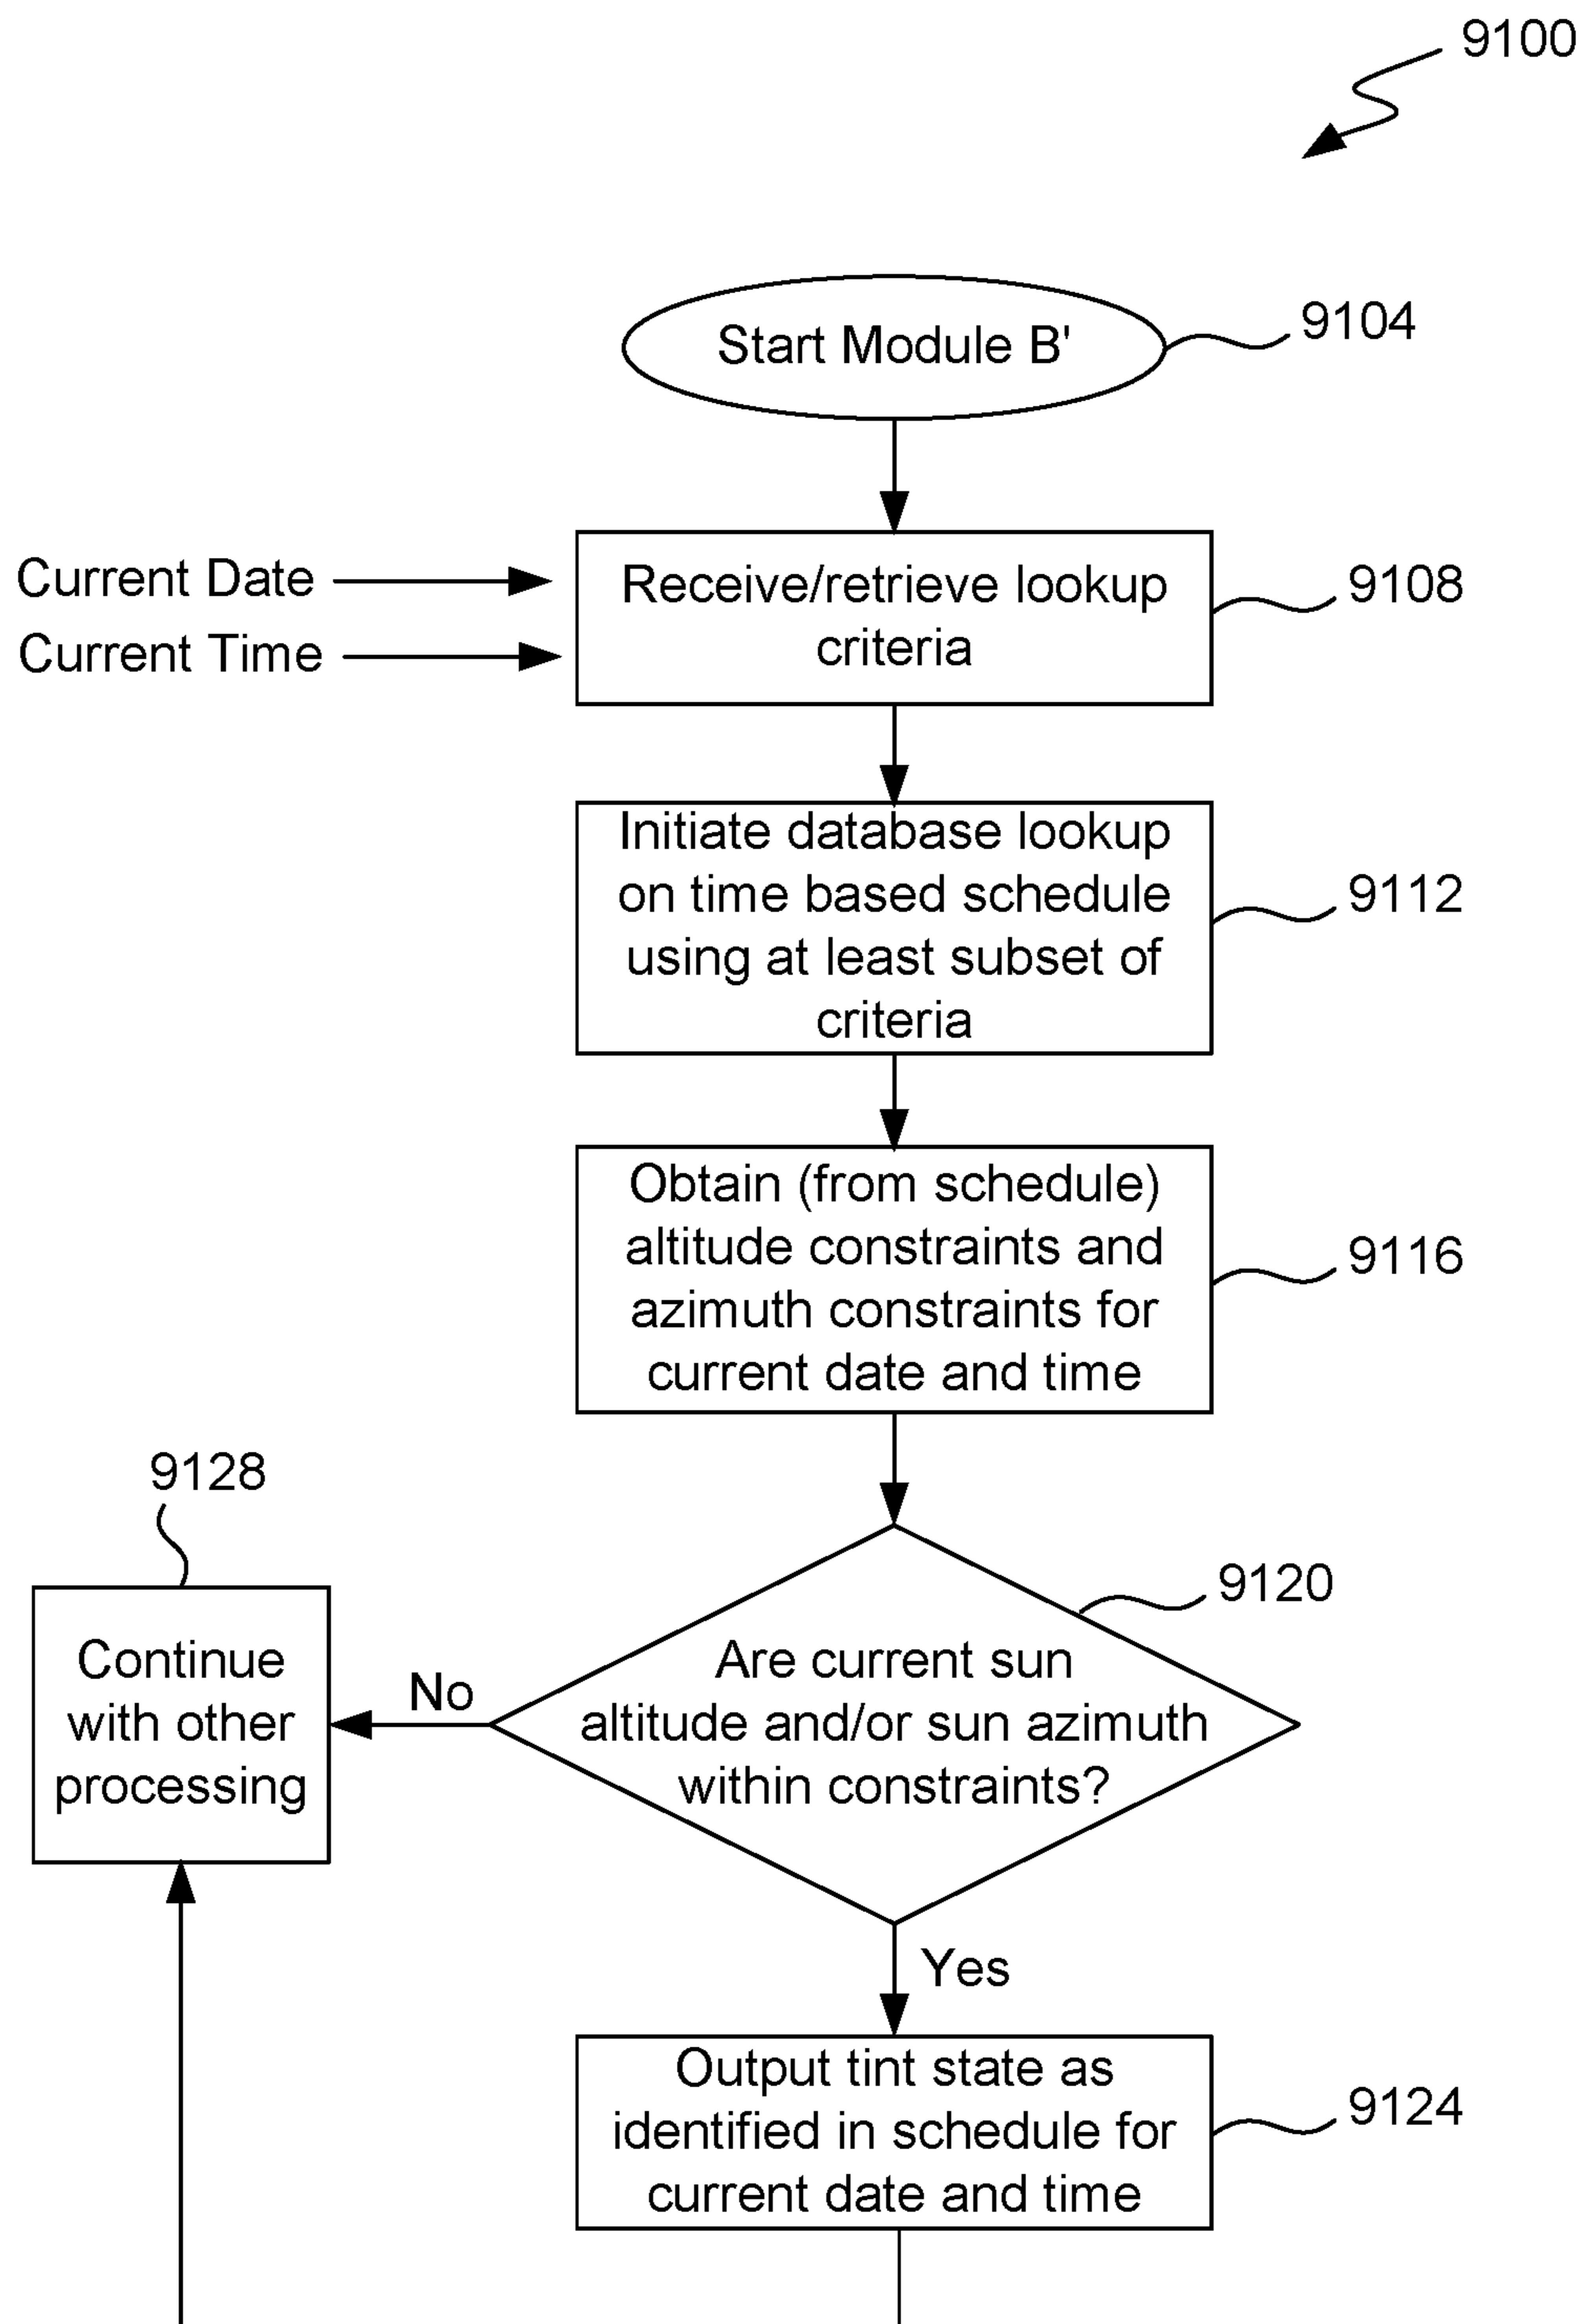 9100
Start Module B'
9104
Current Date
Current Time
Receive/retrieve lookup
criteria
9108
Initiate database lookup
on time based schedule
using at least subset of
criteria
9112
Obtain (from schedule)
altitude constraints and
azimuth constraints for
current date and time
9116
9128
Continue
with other
processing
No
9120
Are current sun
altitude and/or sun azimuth
within constraints?
Yes
Output tint state as
identified in schedule for
current date and time
9124